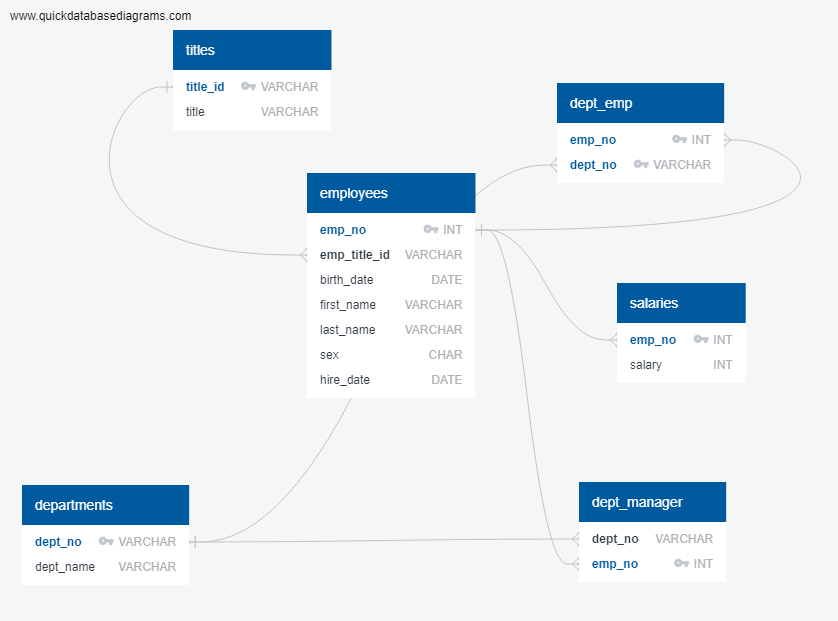 www.quickdatabasediagrams.com
titles
title_id VARCHAR
title VARCHAR
dept_emp
emp_no INT
dept_no VARCHAR
employees
emp_no INT
emp_title_id VARCHAR
birth_date DATE
first_name VARCHAR
last_name VARCHAR
sex CHAR
hire_date DATE
salaries
emp_no INT
salary INT
departments
dept_no VARCHAR
dept_name VARCHAR
dept_manager
dept_no VARCHAR
emp_no INT